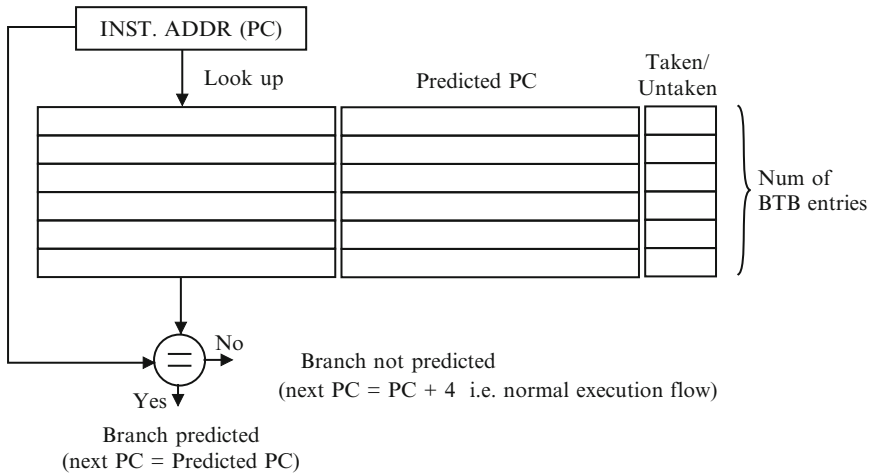 INST. ADDR (PC)
Look up
Predicted PC
Taken/
Untaken
Num of
BTB entries
=
No
Yes
Branch not predicted
(next PC = PC + 4 i.e. normal execution flow)
Branch predicted
(next PC = Predicted PC)